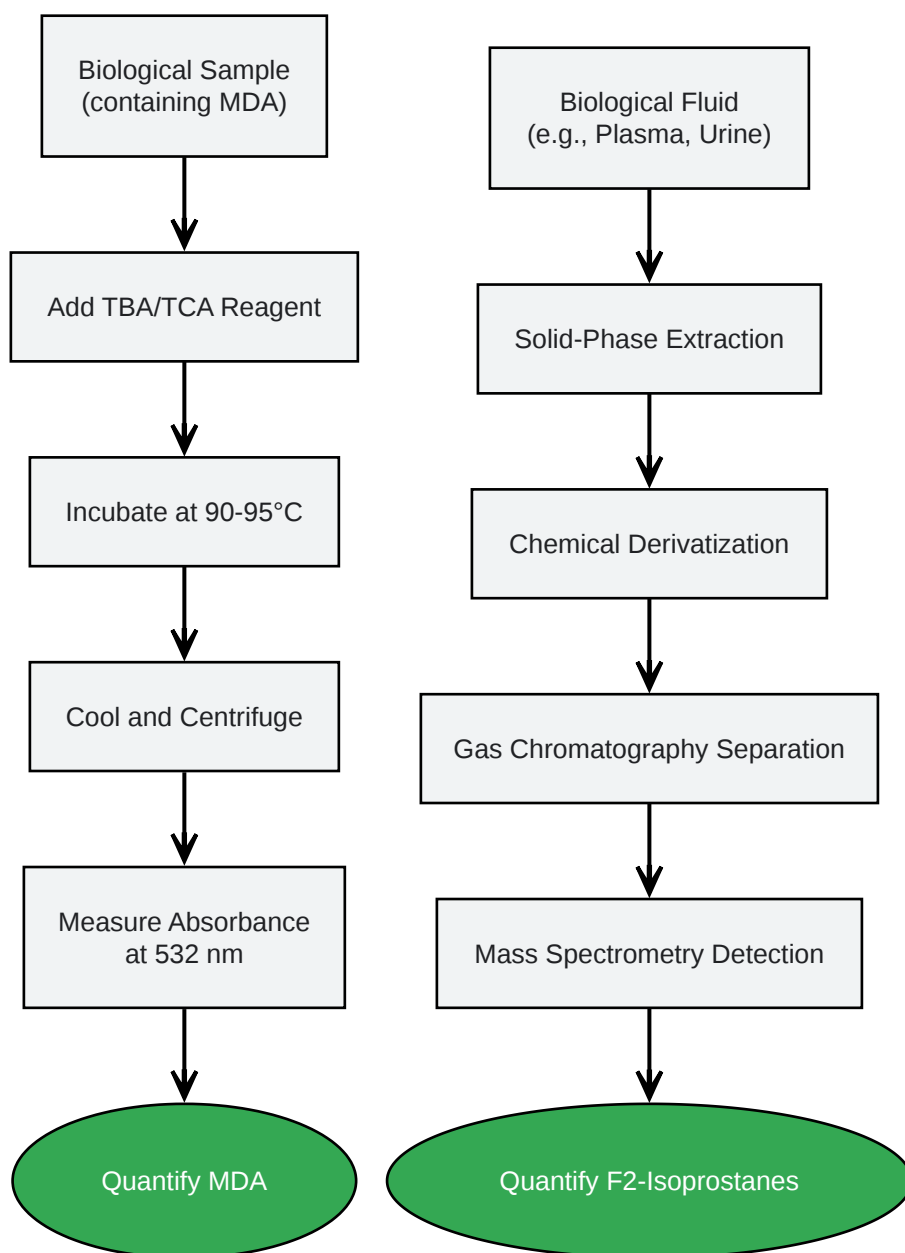 Biological Sample
(containing MDA)
Add TBA/TCA Reagent
Incubate at 90-95°C
Cool and Centrifuge
Measure Absorbance
at 532 nm
Quantify MDA
Biological Fluid
(e.g., Plasma, Urine)
Solid-Phase Extraction
Chemical Derivatization
Gas Chromatography Separation
Mass Spectrometry Detection
Quantify F2-Isoprostanes